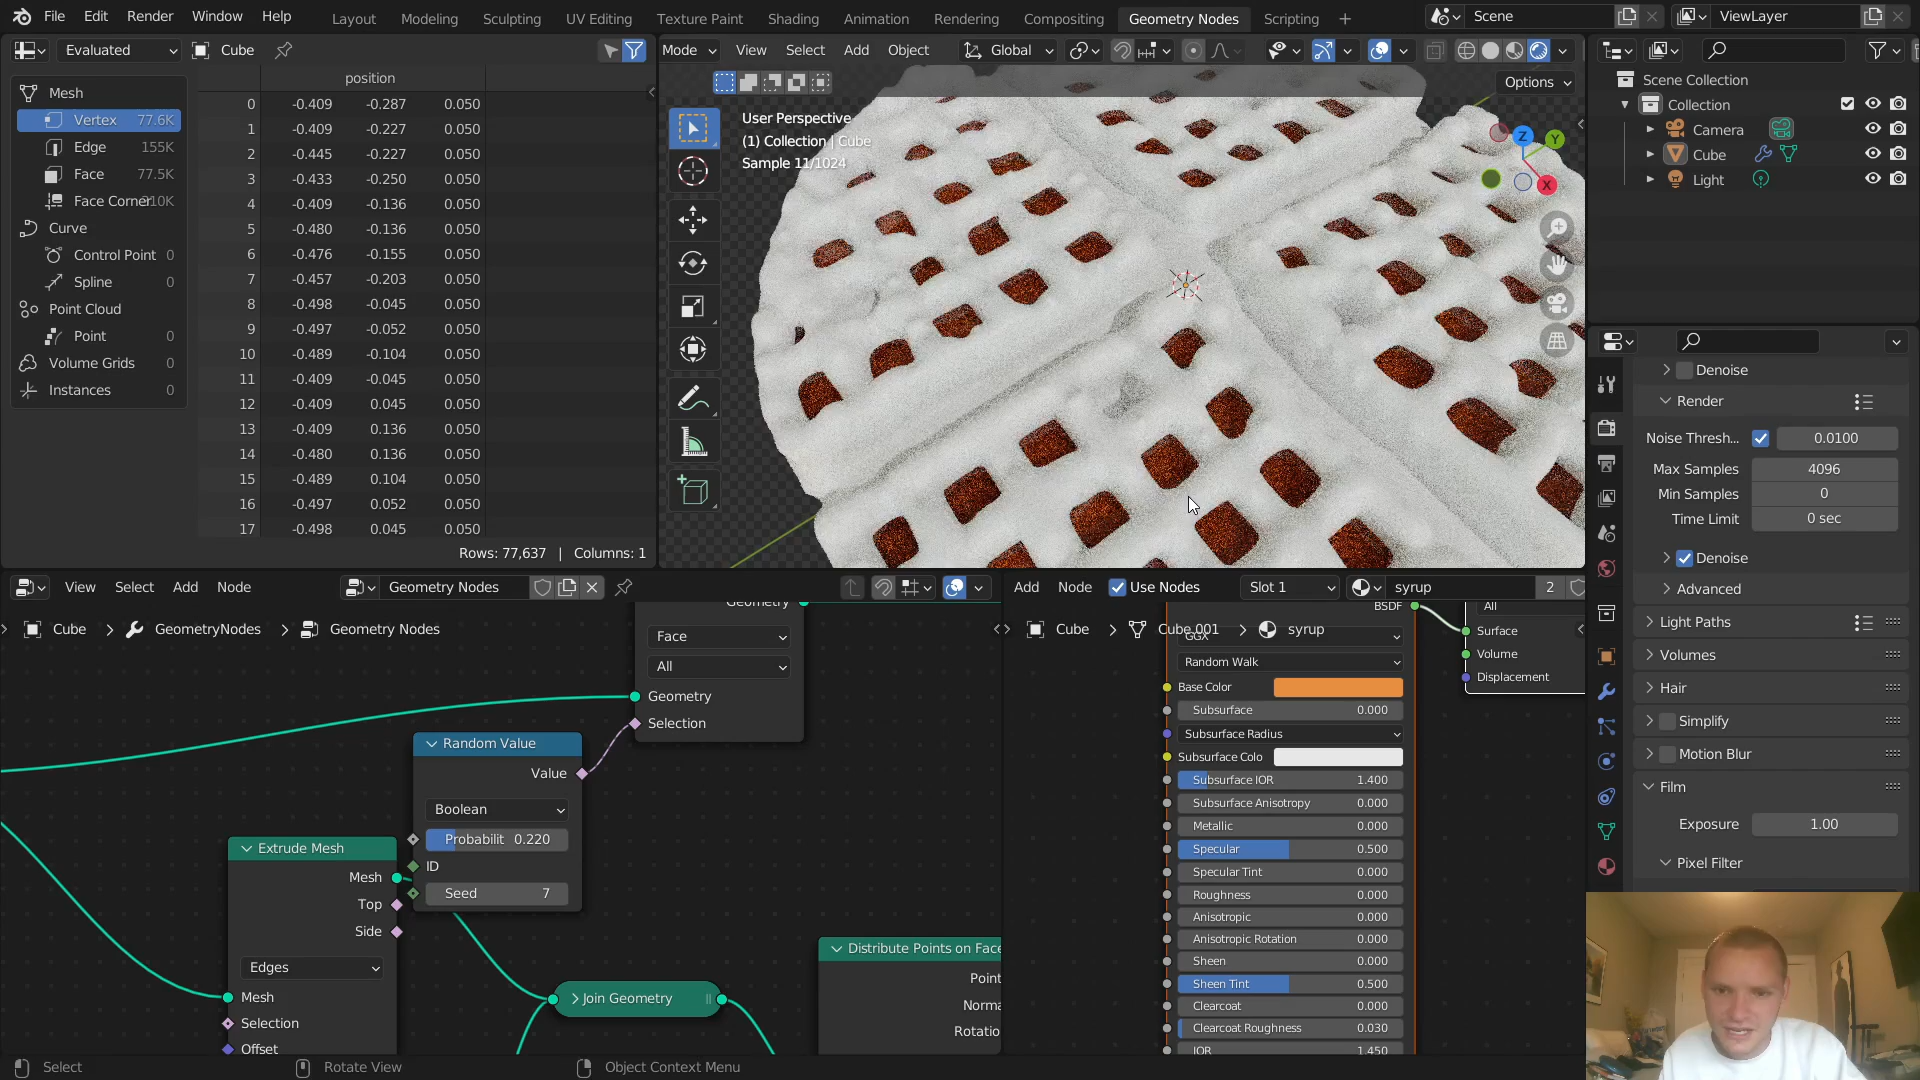 File Edit Render Window Help Layout Modeling Sculpting UV Editing Texture Paint Shading Animation Rendering Compositing Geometry Nodes Scripting + Scene ViewLayer
Evaluated Cube
position
Mesh
Vertex 77.6K
Edge 155K
Face 77.5K
Face Corner 310K
Curve
Control Point 0
Spline 0
Point Cloud
Point 0
Volume Grids 0
Instances 0
0 -0.409 -0.287 0.050
1 -0.409 -0.227 0.050
2 -0.445 -0.227 0.050
3 -0.433 -0.250 0.050
4 -0.409 -0.136 0.050
5 -0.480 -0.136 0.050
6 -0.476 -0.155 0.050
7 -0.457 -0.203 0.050
8 -0.498 -0.045 0.050
9 -0.497 -0.052 0.050
10 -0.489 -0.104 0.050
11 -0.409 -0.045 0.050
12 -0.409 0.045 0.050
13 -0.409 0.136 0.050
14 -0.480 0.136 0.050
15 -0.489 0.104 0.050
16 -0.497 0.052 0.050
17 -0.498 0.045 0.050
Rows: 77,637 | Columns: 1
Mode View Select Add Object Global
Options
User Perspective
(1) Collection | Cube
Sample 11/1024
Z
Y
X
Scene Collection
Collection
Camera
Cube
Light
Denoise
Render
Noise Thresh... 0.0100
Max Samples 4096
Min Samples 0
Time Limit 0 sec
Denoise
Advanced
Light Paths
Volumes
Hair
Simplify
Motion Blur
Film
Exposure 1.00
Pixel Filter
View Select Add Node Geometry Nodes
Cube > GeometryNodes > Geometry Nodes
Geometry
Face
All
Geometry
Selection
Random Value
Value
Boolean
Probabilit 0.220
ID
Seed 7
Extrude Mesh
Mesh
Top
Side
Edges
Mesh
Selection
Offset
Join Geometry
Distribute Points on Face
Point
Norma
Rotatio
Add Node Use Nodes Slot 1 syrup 2
Cube > Cube.001 > syrup
BSDF
GGX
Random Walk
Base Color
Subsurface 0.000
Subsurface Radius
Subsurface Colo
Subsurface IOR 1.400
Subsurface Anisotropy 0.000
Metallic 0.000
Specular 0.500
Specular Tint 0.000
Roughness 0.000
Anisotropic 0.000
Anisotropic Rotation 0.000
Sheen 0.000
Sheen Tint 0.500
Clearcoat 0.000
Clearcoat Roughness 0.030
IOR 1.450
All
Surface
Volume
Displacement
Select Rotate View Object Context Menu